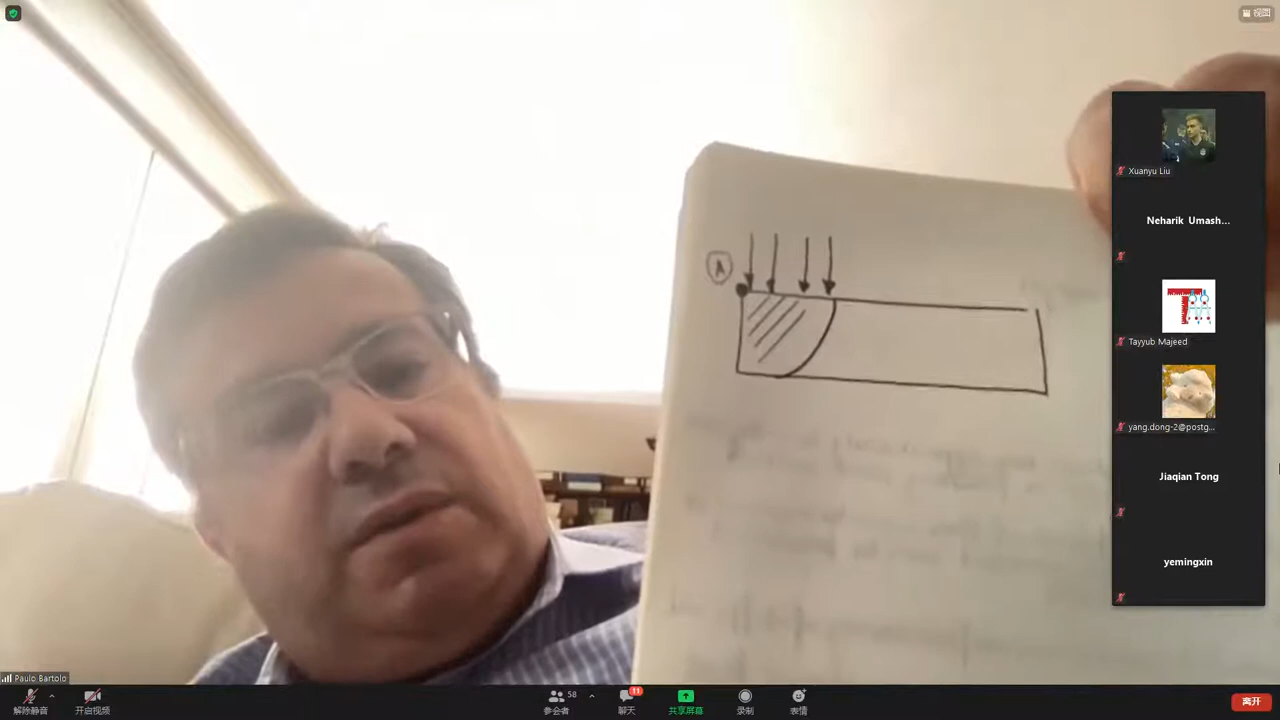 视图
Xuanyu Liu
Neharik Umash...
Tayyub Majeed
yang.dong-2@postg...
Jiaqian Tong
yemingxin
A
Paulo Bartolo
解除静音
开启视频
58
参会者
11
聊天
共享屏幕
录制
表情
离开